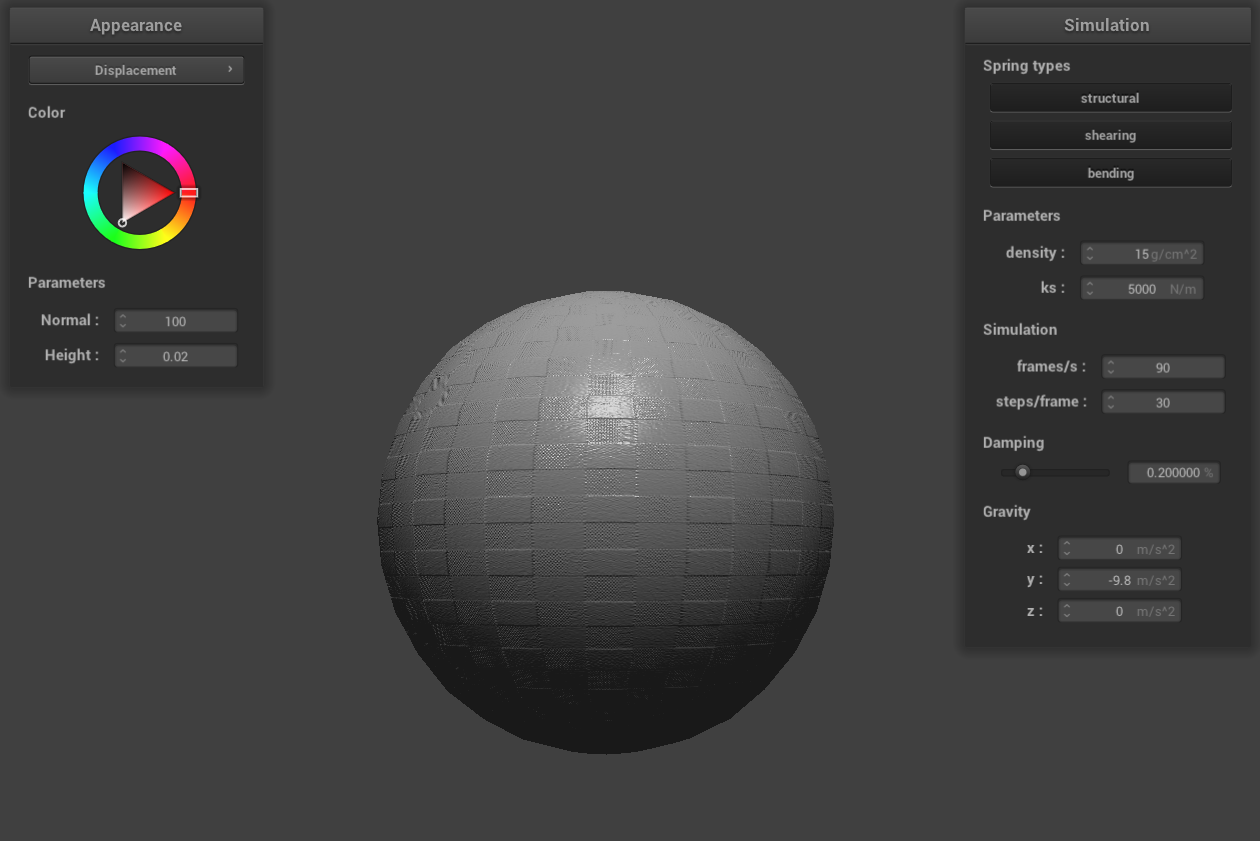 Appearance
Displacement
Color
Parameters
Normal : 100
Height : 0.02
Simulation
Spring types
structural
shearing
bending
Parameters
density : 15 g/cm^2
ks : 5000 N/m
Simulation
frames/s : 90
steps/frame : 30
Damping
0.200000 %
Gravity
x : 0 m/s^2
y : -9.8 m/s^2
z : 0 m/s^2